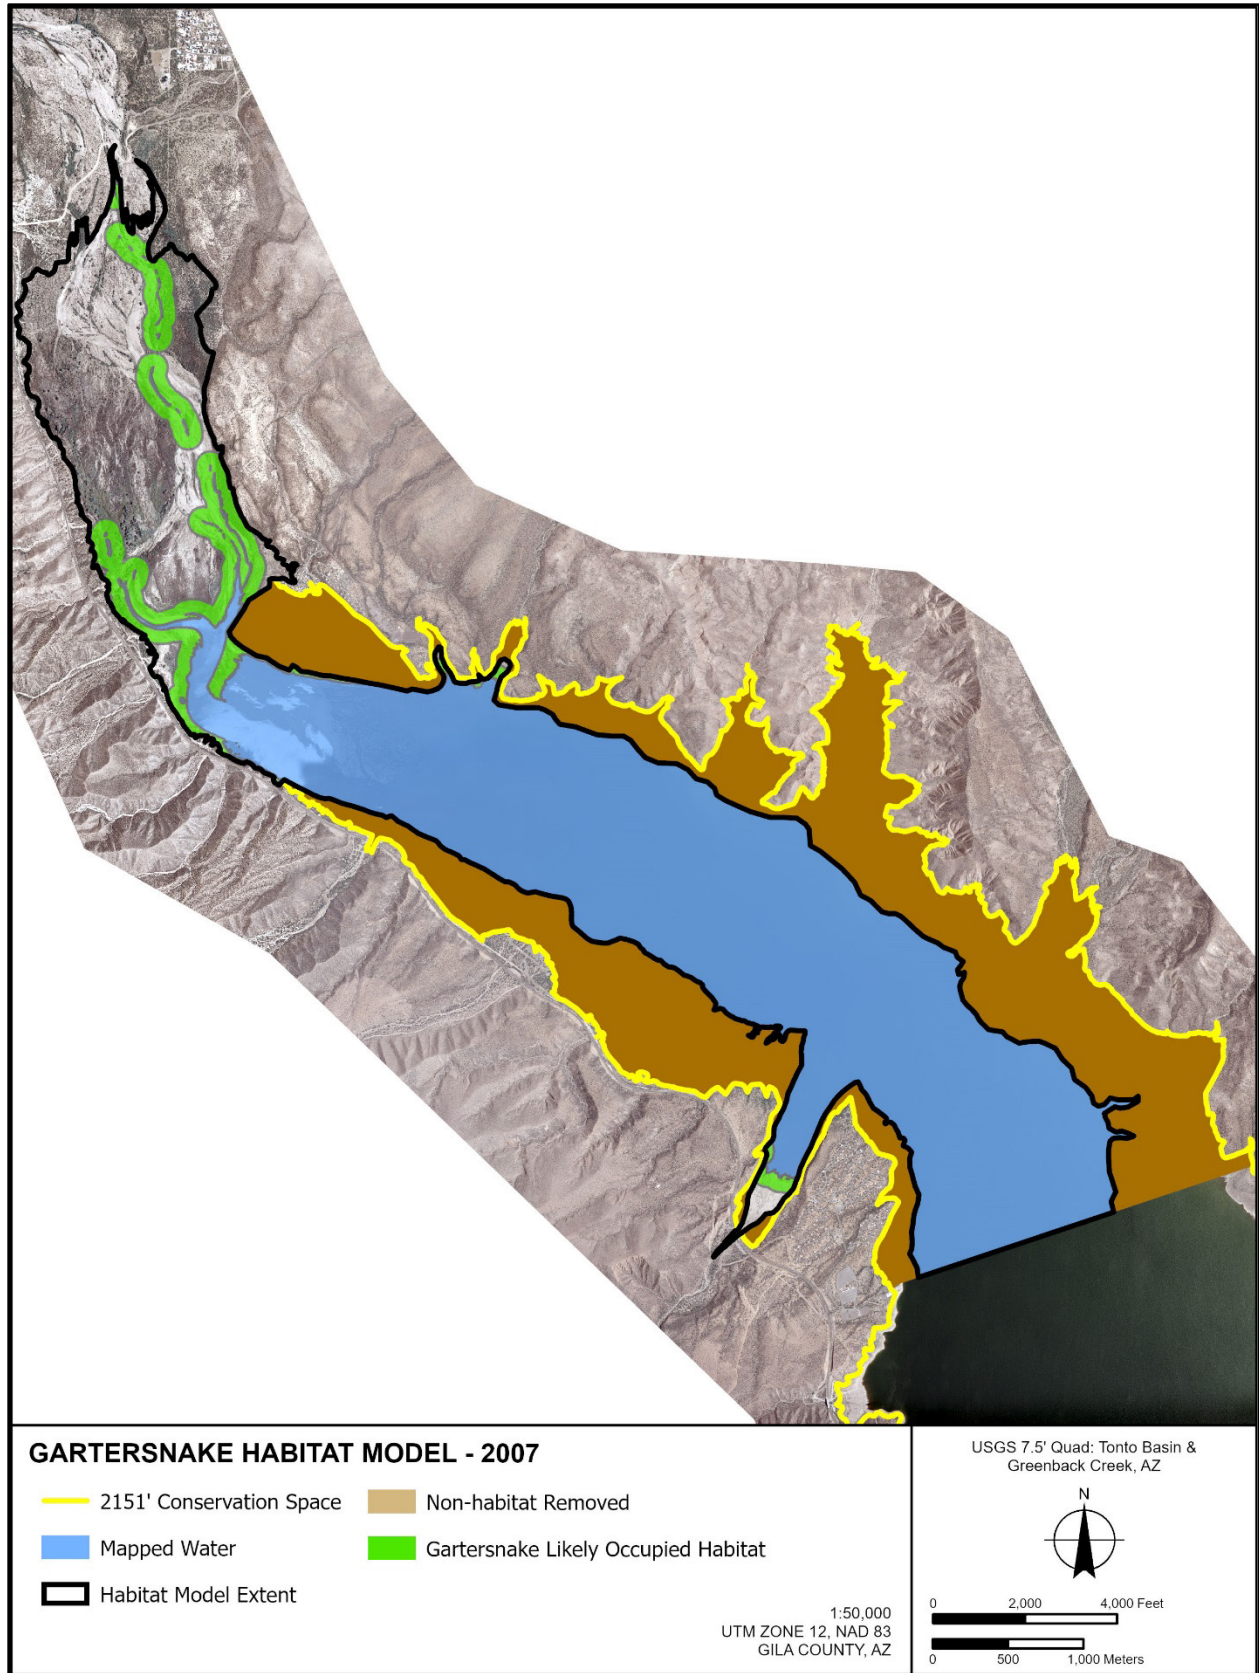 GARTERSNAKE HABITAT MODEL - 2007
2151' Conservation Space
Non-habitat Removed
Mapped Water
Gartersnake Likely Occupied Habitat
Habitat Model Extent
1:50,000
UTM ZONE 12, NAD 83
GILA COUNTY, AZ
USGS 7.5' Quad: Tonto Basin &
Greenback Creek, AZ
N
0 2,000 4,000 Feet
0 500 1,000 Meters